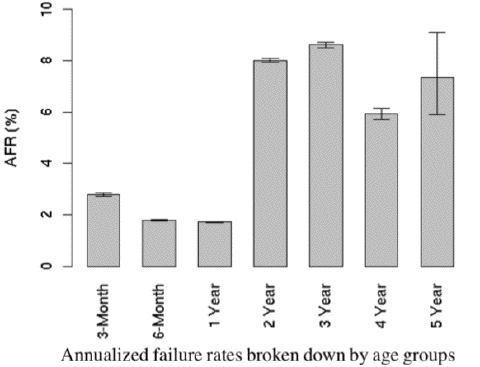 10
8
6
4
2
0
AFR (%)
3-Month
6-Month
1 Year
2 Year
3 Year
4 Year
5 Year
Annualized failure rates broken down by age groups